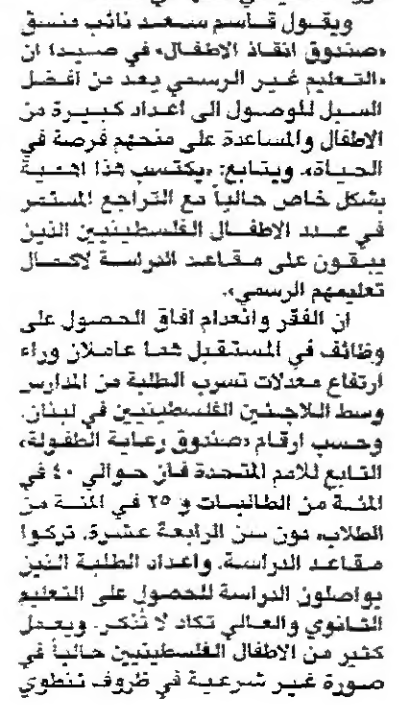 ويقول قاسم سعد نائب منسق
«صندوق انقاذ الاطفال» في صيدا ان
«التعليم غير الرسمي يعد من افضل
السبل للوصول الى اعداد كبيرة من
الاطفال والمساعدة على منحهم فرصة في
الحياة». ويتابع: «يكتسب هذا اهمية
بشكل خاص حالياً مع التراجع المستمر
في عدد الاطفال الفلسطينيين الذين
يبقون على مقاعد الدراسة لاكمال
تعليمهم الرسمي».
ان الفقر وانعدام افاق الحصول على
وظائف في المستقبل هما عاملان وراء
ارتفاع معدلات تسرب الطلبة من المدارس
وسط اللاجئين الفلسطينيين في لبنان.
وحسب ارقام «صندوق رعاية الطفولة»
التابع للامم المتحدة فان حوالي ٤٠ في
المئة من الطالبات و ٢٥ في المئة من
الطلاب، دون سن الرابعة عشرة، تركوا
مقاعد الدراسة. واعداد الطلبة الذين
يواصلون الدراسة للحصول على التعليم
الثانوي والعالي تكاد لا تذكر. ويعمل
كثير من الاطفال الفلسطينيين حالياً في
صورة غير شرعية في ظروف تنطوي